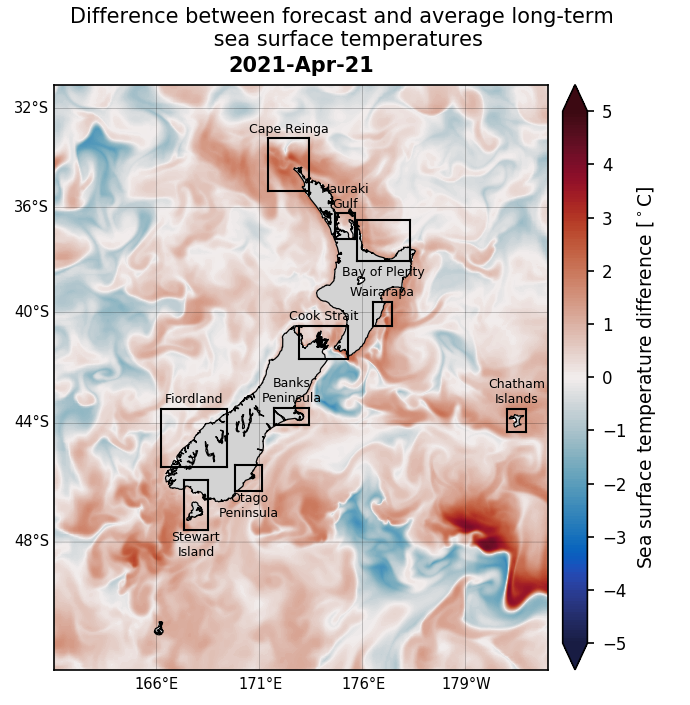 Difference between forecast and average long-term
sea surface temperatures
2021-Apr-21
32°S
36°S
40°S
44°S
48°S
166°E
171°E
176°E
179°W
Cape Reinga
Hauraki
Gulf
Bay of Plenty
Wairarapa
Cook Strait
Banks
Peninsula
Fiordland
Chatham
Islands
Otago
Peninsula
Stewart
Island
5
4
3
2
1
0
−1
−2
−3
−4
−5
Sea surface temperature difference [°C]